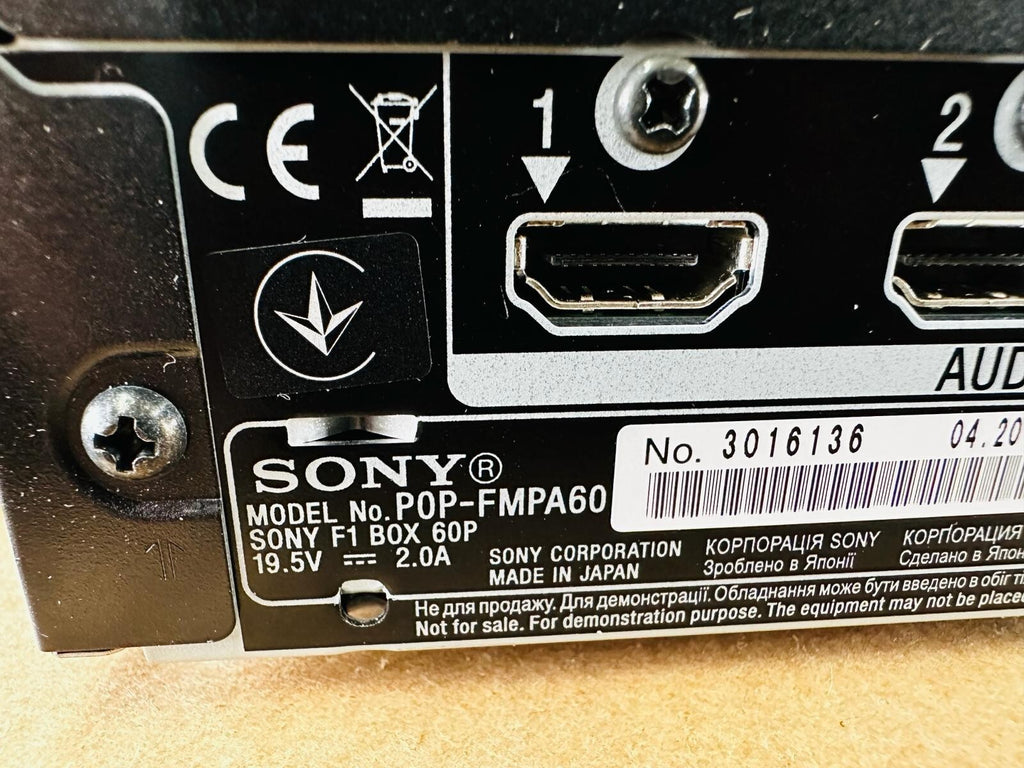 CE
1
2
AUD
SONY®
MODEL No. POP-FMPA60
SONY F1 BOX 60P
19.5V ⎓ 2.0A
No. 3016136 04.20
SONY CORPORATION
MADE IN JAPAN
КОРПОРАЦІЯ SONY
Зроблено в Японії
КОРПОРАЦИЯ
Сделано в Япон
Не для продажу. Для демонстрації. Обладнання може бути введено в обіг
Not for sale. For demonstration purpose. The equipment may not be place